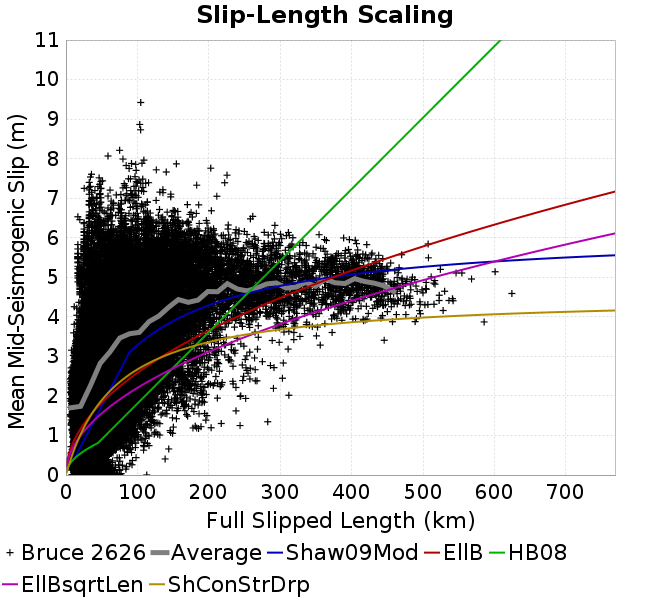 Slip-Length Scaling
Mean Mid-Seismogenic Slip (m)
11
10
9
8
7
6
5
4
3
2
1
0
0 100 200 300 400 500 600 700
Full Slipped Length (km)
Bruce 2626 Average Shaw09Mod EllB HB08
EllBsqrtLen ShConStrDrp